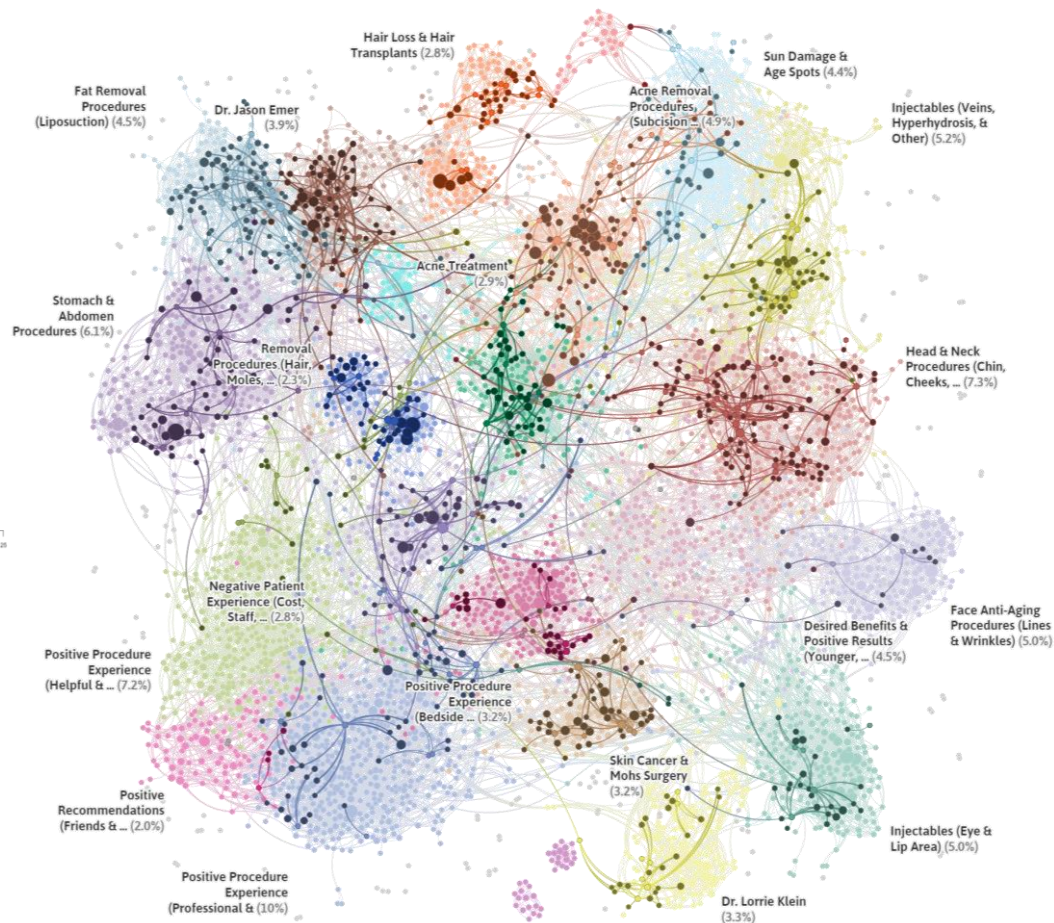 Hair Loss & Hair
Transplants (2.8%)
Sun Damage &
Age Spots (4.4%)
Fat Removal
Procedures
(Liposuction) (4.5%)
Dr. Jason Emer
(3.9%)
Acne Removal
Procedures,
(Subcision ... (4.9%)
Injectables (Veins,
Hyperhydrosis, &
Other) (5.2%)
Acne Treatment
(2.9%)
Stomach &
Abdomen
Procedures (6.1%)
Removal
Procedures (Hair,
Moles, ... (2.3%)
Head & Neck
Procedures (Chin,
Cheeks, ... (7.3%)
Negative Patient
Experience (Cost,
Staff, ... (2.8%)
Desired Benefits &
Positive Results
(Younger, ... (4.5%)
Face Anti-Aging
Procedures (Lines
& Wrinkles) (5.0%)
Positive Procedure
Experience
(Helpful & ... (7.2%)
Positive Procedure
Experience
(Bedside ... (3.2%)
Skin Cancer &
Mohs Surgery
(3.2%)
Positive
Recommendations
(Friends & ... (2.0%)
Injectables (Eye &
Lip Area) (5.0%)
Positive Procedure
Experience
(Professional & (10%)
Dr. Lorrie Klein
(3.3%)